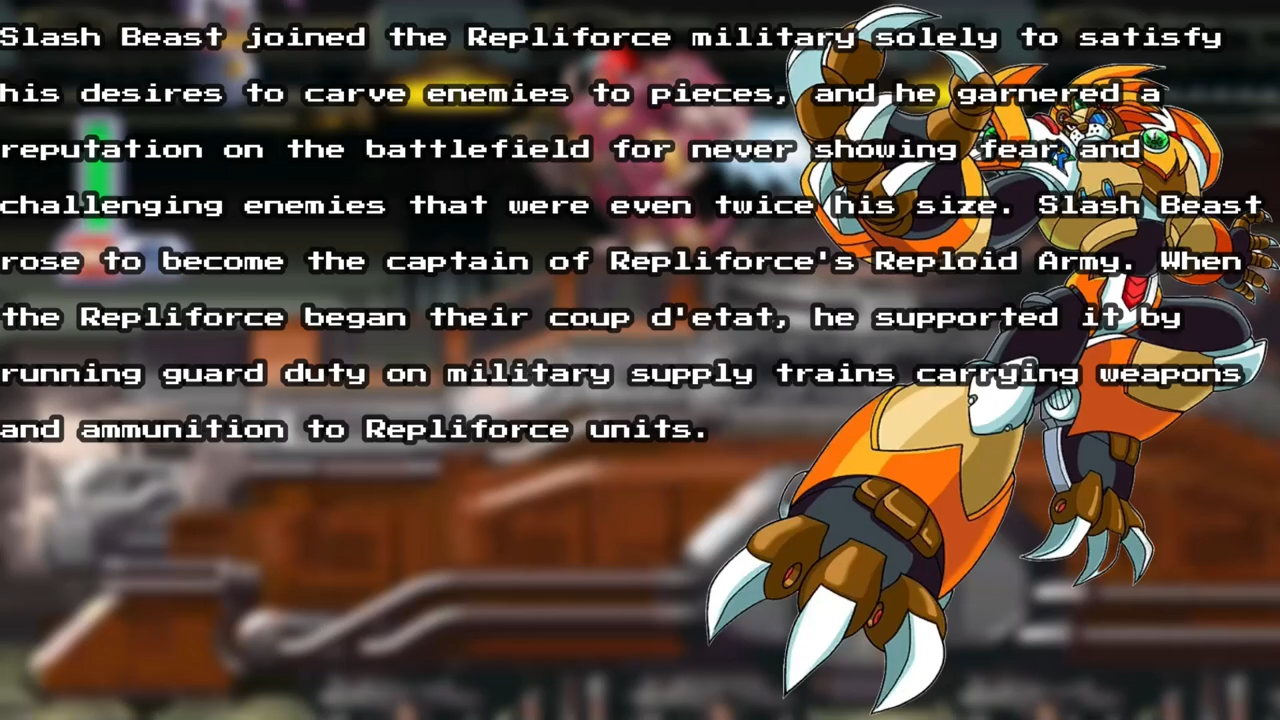 Slash Beast joined the Repliforce military solely to satisfy
his desires to carve enemies to pieces, and he garnered a
reputation on the battlefield for never showing fear and
challenging enemies that were even twice his size. Slash Beast
rose to become the captain of Repliforce's Reploid Army. When
the Repliforce began their coup d'etat, he supported it by
running guard duty on military supply trains carrying weapons
and ammunition to Repliforce units.